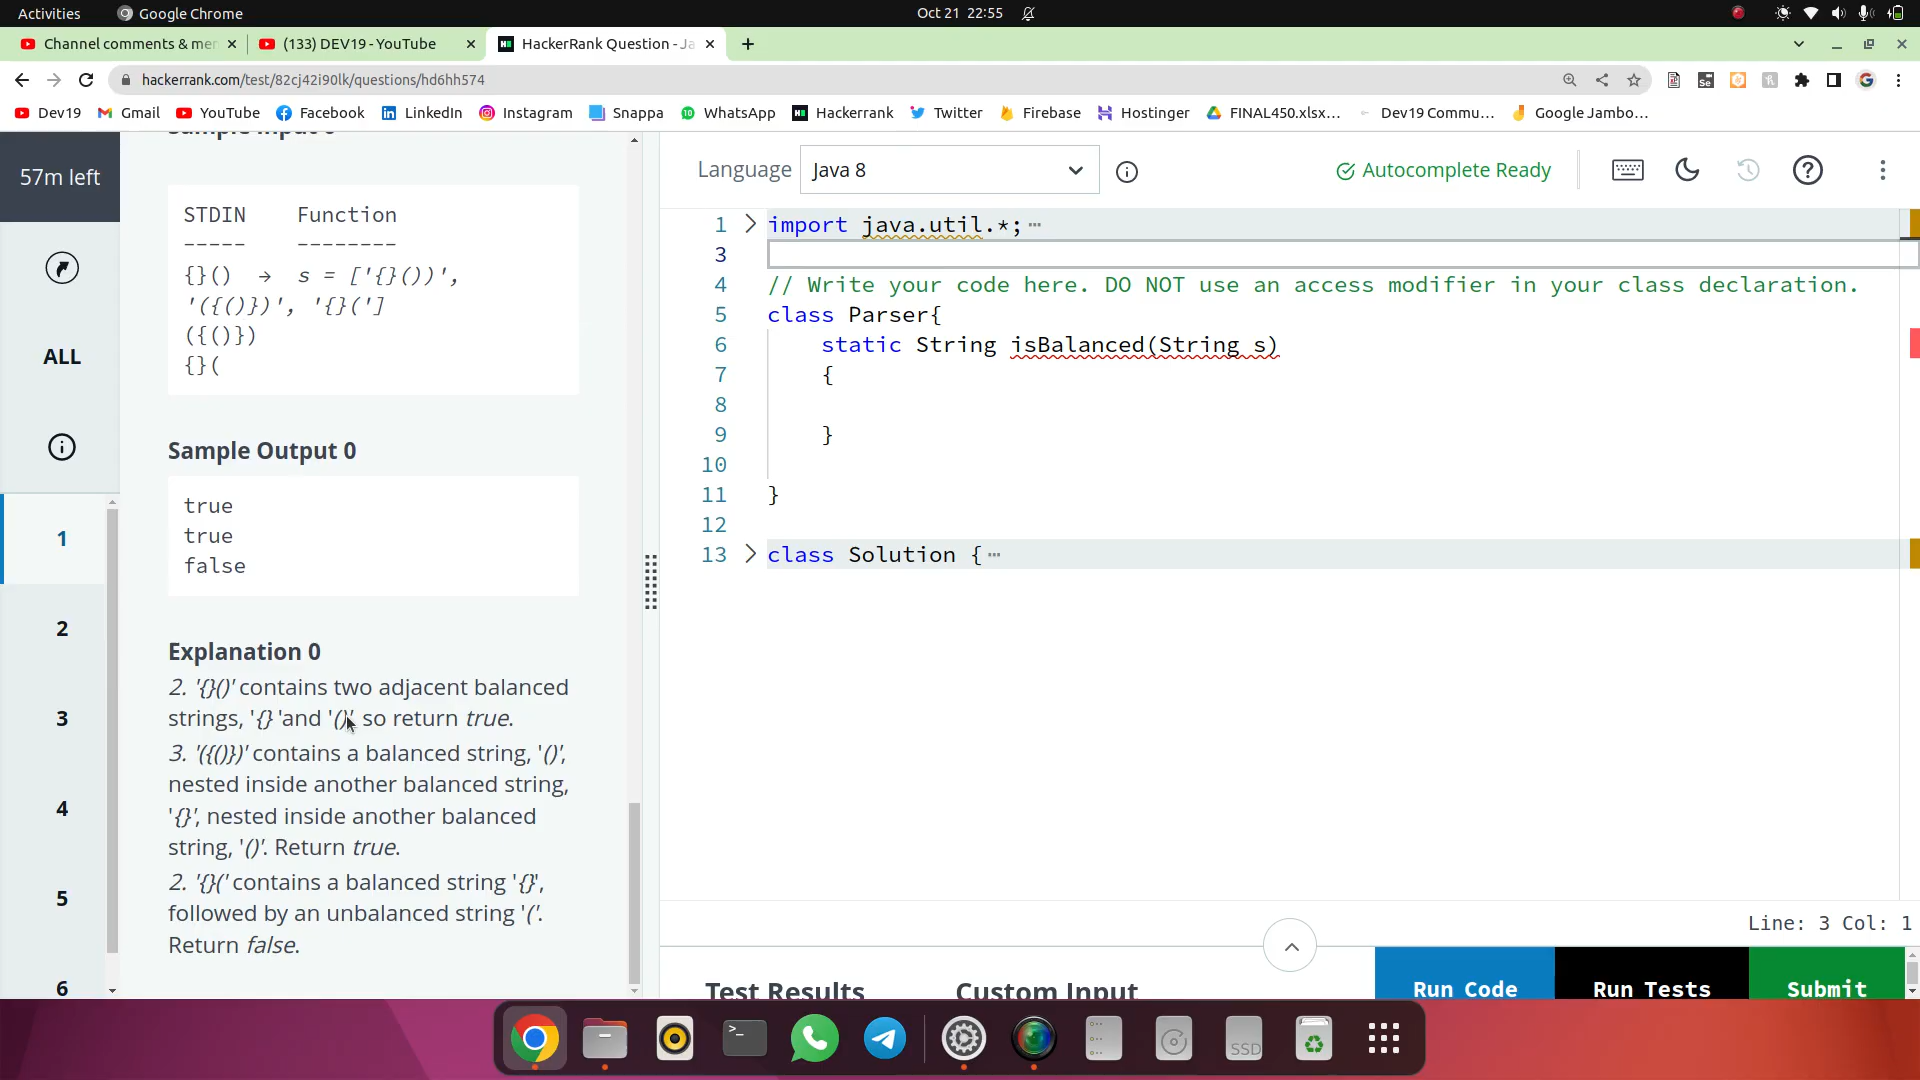 Activities
Google Chrome
Oct 21 22:55
Channel comments & me
(133) DEV19 - YouTube
HackerRank Question - Ja
hackerrank.com/test/82cj42i90lk/questions/hd6hh574
Dev19
Gmail
YouTube
Facebook
LinkedIn
Instagram
Snappa
WhatsApp
Hackerrank
Twitter
Firebase
Hostinger
FINAL450.xlsx...
Dev19 Commu...
Google Jambo...
57m left
ALL
1
2
3
4
5
6
Sample Input 0
STDIN Function
----- --------
{}() → s = ['{}())',
'({()})', '{}(']
({()})
{}(
Sample Output 0
true
true
false
Explanation 0
2. '{}()' contains two adjacent balanced
strings, '{} 'and '()', so return true.
3. '({()})' contains a balanced string, '()',
nested inside another balanced string,
'{}', nested inside another balanced
string, '()'. Return true.
2. '{}(' contains a balanced string '{}',
followed by an unbalanced string '('.
Return false.
Language
Java 8
Autocomplete Ready
1 import java.util.*;
3
4 // Write your code here. DO NOT use an access modifier in your class declaration.
5 class Parser{
6 static String isBalanced(String s)
7 {
8
9 }
10
11 }
12
13 class Solution {
Line: 3 Col: 1
Test Results
Custom Input
Run Code
Run Tests
Submit
SSD